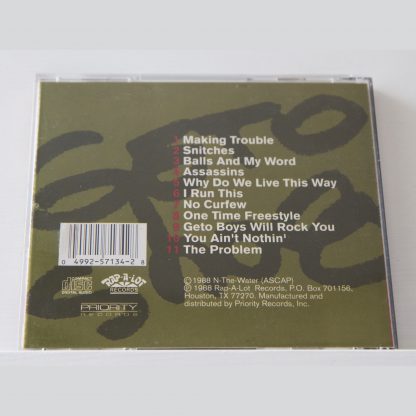 1 Making Trouble
2 Snitches
3 Balls And My Word
4 Assassins
5 Why Do We Live This Way
6 I Run This
7 No Curfew
8 One Time Freestyle
9 Geto Boys Will Rock You
10 You Ain't Nothin'
11 The Problem
0 4992-57134-2 8
COMPACT
disc
DIGITAL AUDIO
RAP-A-LOT
RECORDS
PRIORITY
RECORDS
©1988 N-The-Water (ASCAP)
℗ 1988 Rap-A-Lot Records, P.O. Box 701156,
Houston, TX 77270. Manufactured and
distributed by Priority Records, Inc.